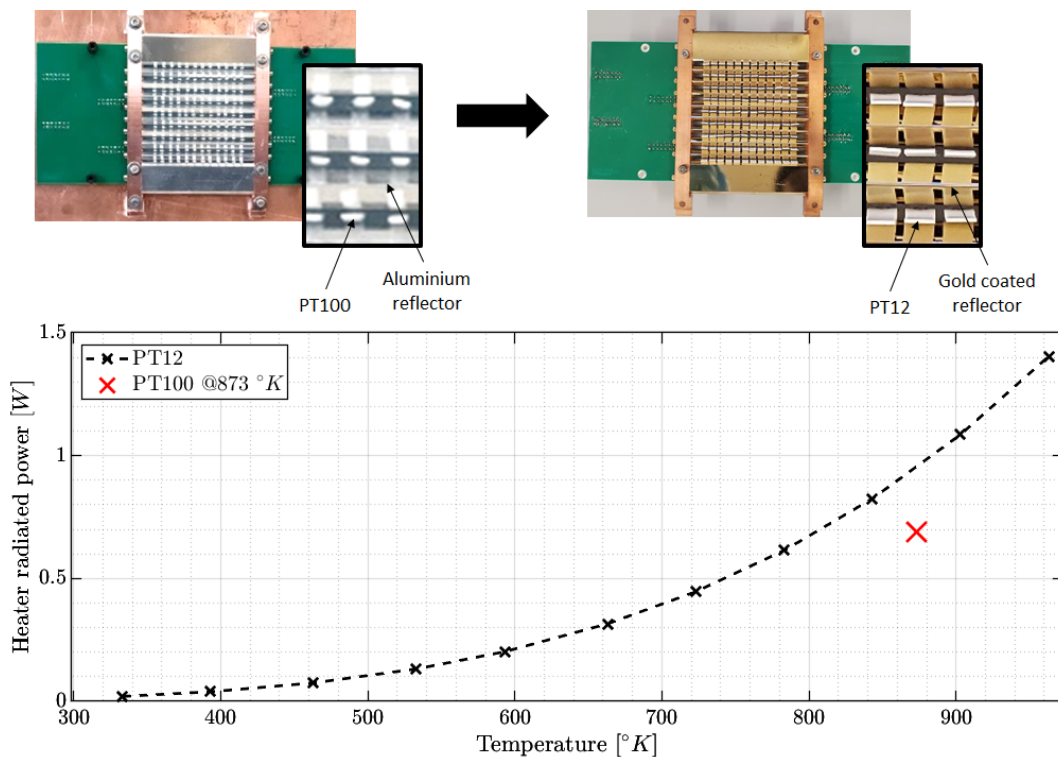 PT100
Aluminium
reflector
PT12
Gold coated
reflector
PT12
PT100 @873 °K
Heater radiated power [W]
1.5
1
0.5
0
300
400
500
600
700
800
900
Temperature [°K]